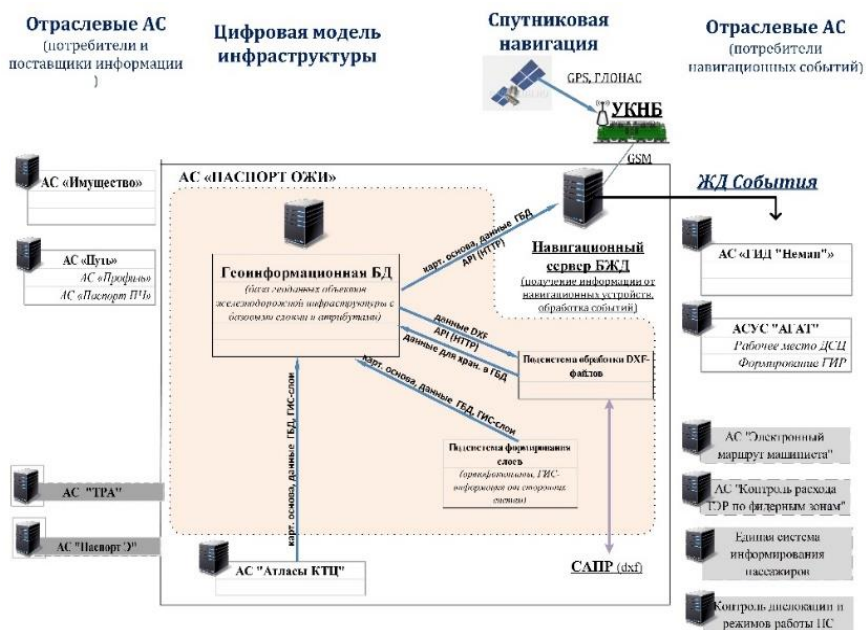 Отраслевые АС
(потребители и
поставщики информации
)
Цифровая модель
инфраструктуры
Спутниковая
навигация
Отраслевые АС
(потребители
навигационных событий)
GPS, ГЛОНАС
УКНБ
GSM
АС «Имущество»
АС «Путь»
АС «Профиль»
АС «Паспорт ПЧ»
АС "ТРА"
АС "Паспорт Э"
АС «ПАСПОРТ ОЖИ»
Геоинформационная БД
(база геоданных объектов
железнодорожной инфраструктуры с
базовыми слоями и атрибутами)
карт. основа, данные ГБД
API (HTTP)
Навигационный
сервер БЖД
(получение информации от
навигационных устройств,
обработка событий)
данные DXF
API (HTTP)
данные для хран. в ГБД
Подсистема обработки DXF-
файлов
карт. основа, данные ГБД, ГИС-слои
Подсистема формирования
слоев
(ортофотопланы, ГИС-
информация от сторонних
систем)
карт. основа, данные ГБД, ГИС-слои
АС "Атласы КТЦ"
САПР (dxf)
ЖД События
АС «ГИД "Неман"»
АСУС "АГАТ"
Рабочее место ДСЦ
Формирование ГИР
АС "Электронный
маршрут машиниста"
АС "Контроль расхода
ТЭР по фидерным зонам"
Единая система
информирования
пассажиров
Контроль дислокации и
режимов работы ПС